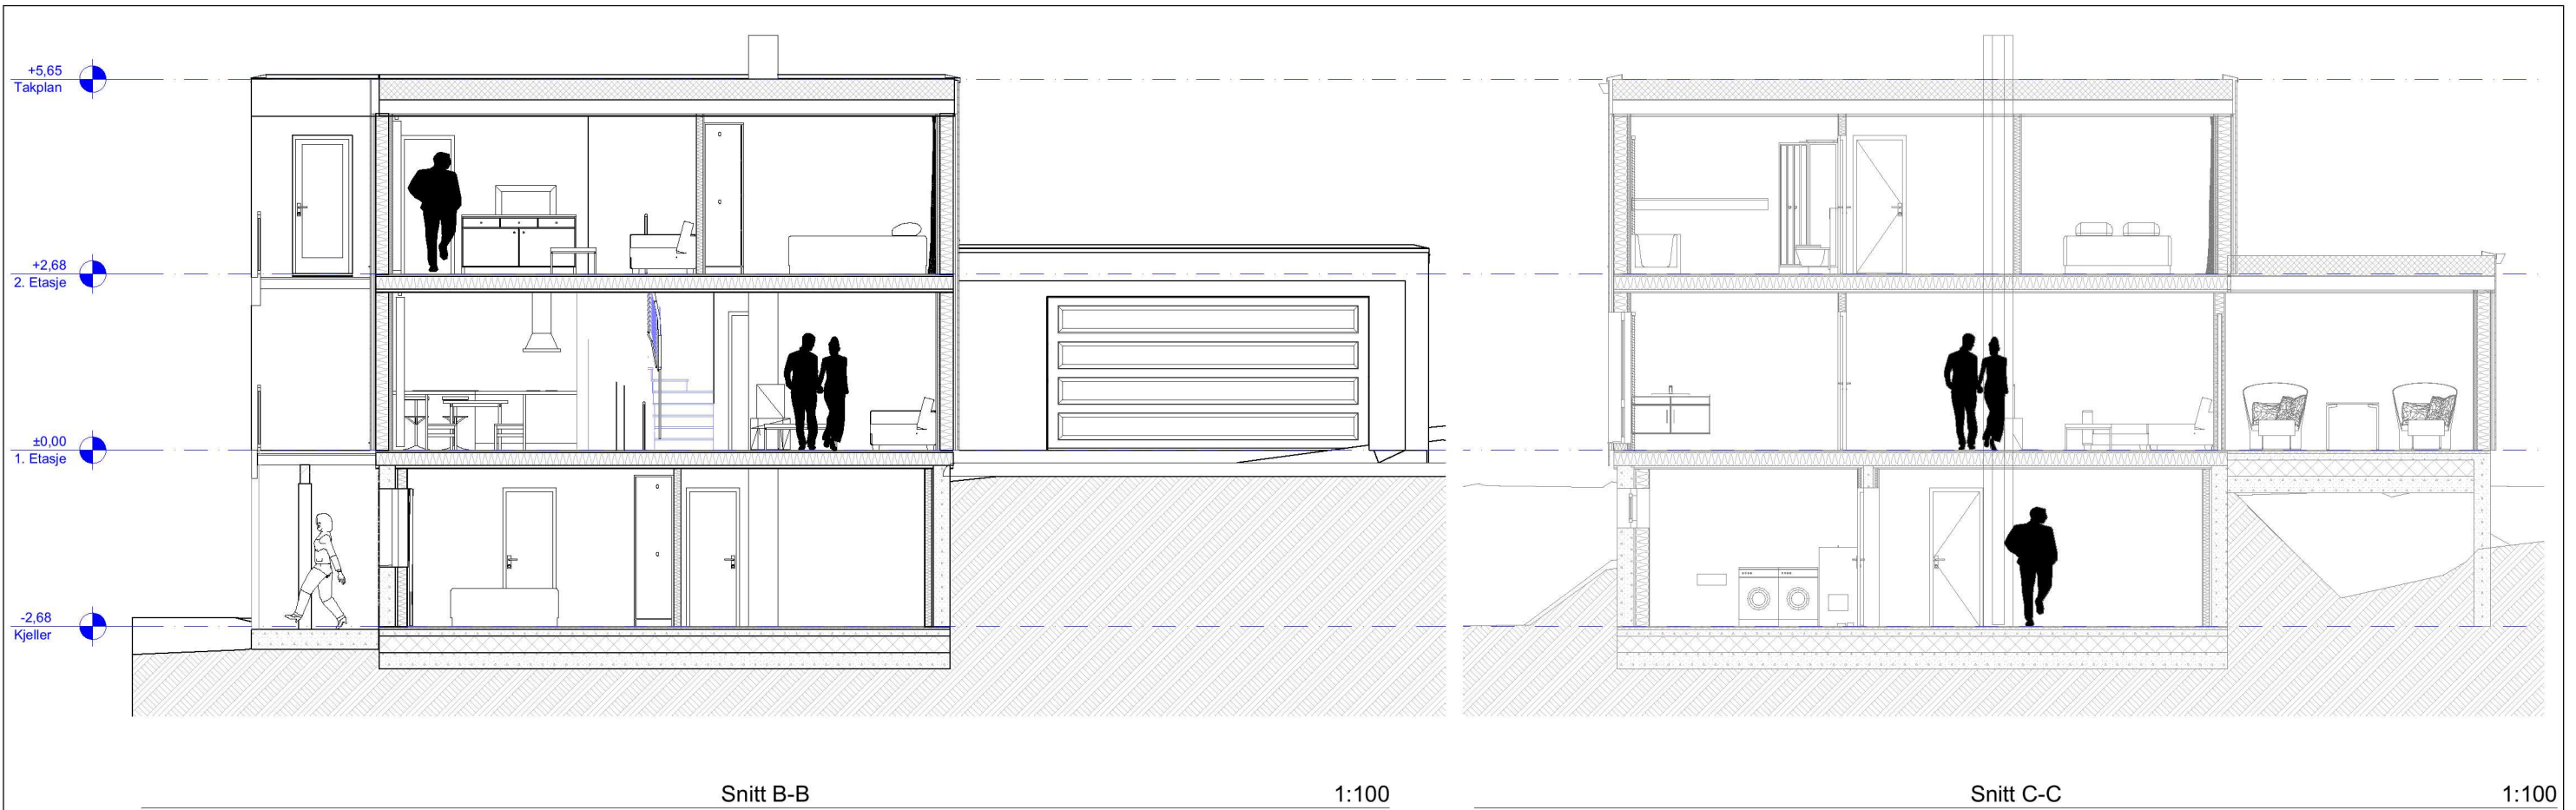 +5,65
Takplan
+2,68
2. Etasje
±0,00
1. Etasje
-2,68
Kjeller
Snitt B-B 1:100
Snitt C-C 1:100